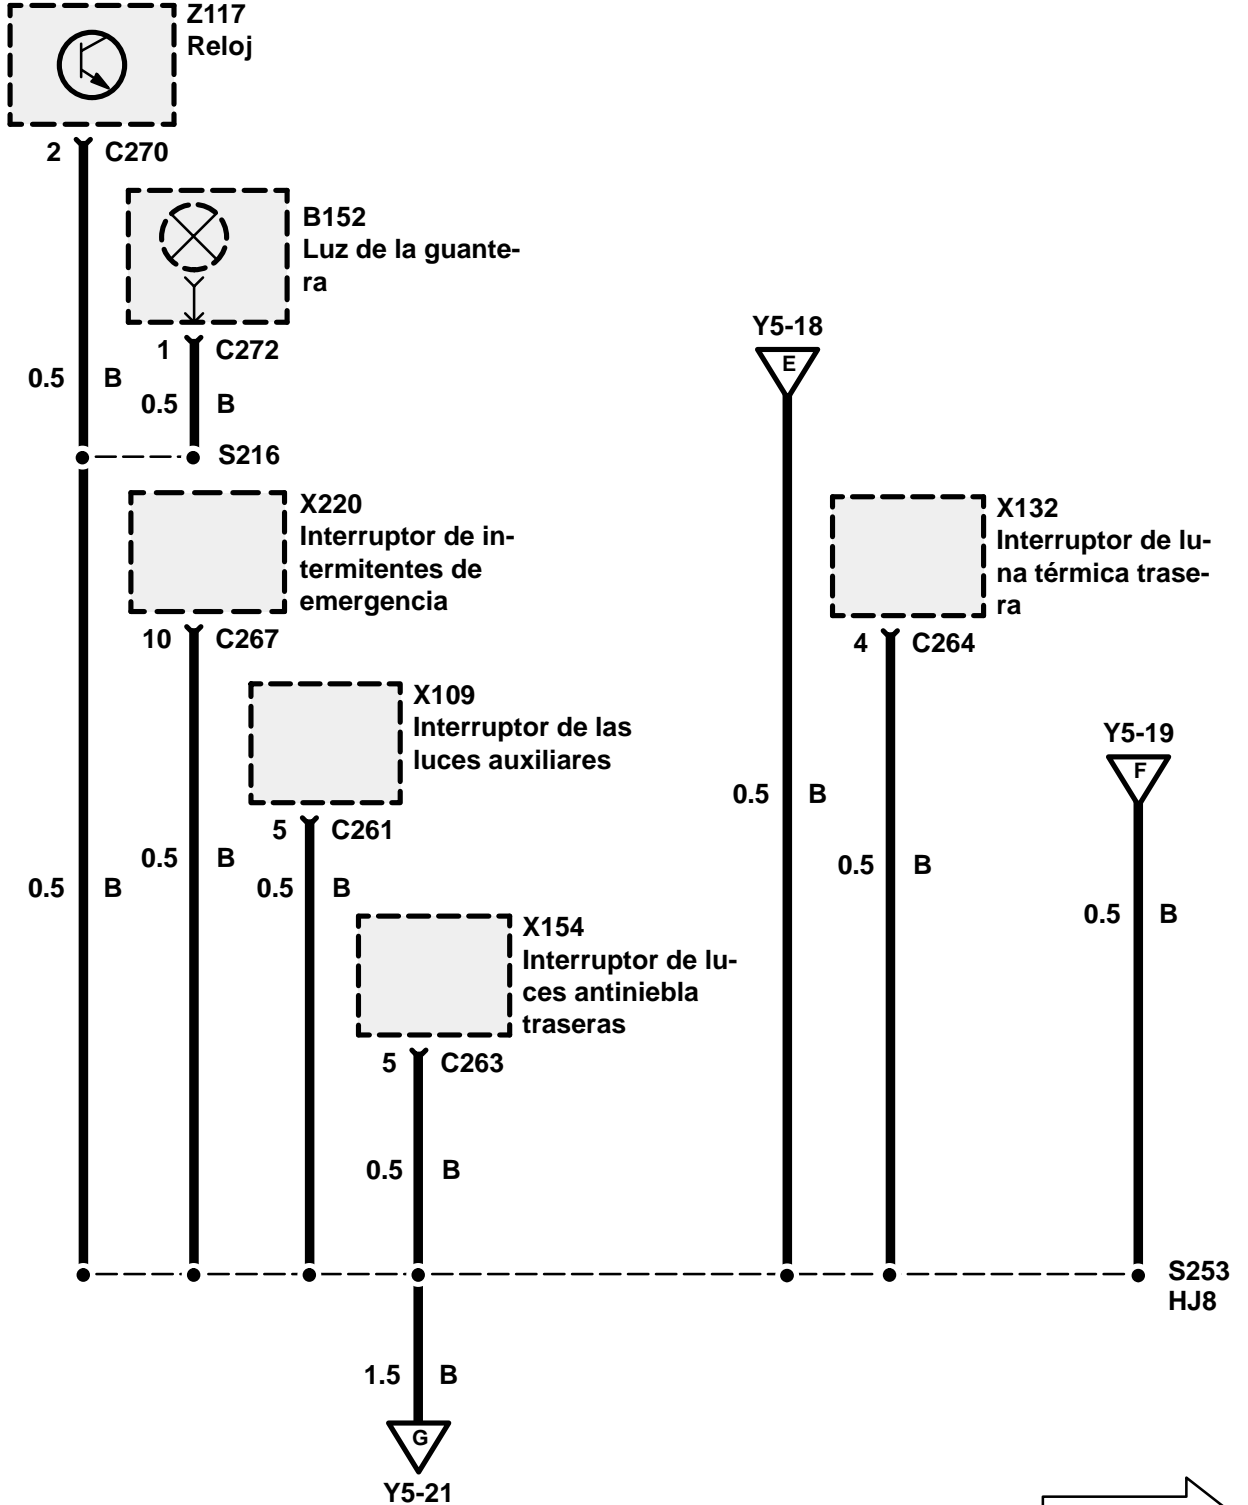 Z117
Reloj
2 C270
B152
Luz de la guante-
ra
1 C272
0.5 B
0.5 B
S216
Y5-18
E
X220
Interruptor de in-
termitentes de
emergencia
10 C267
X132
Interruptor de lu-
na térmica trase-
ra
4 C264
X109
Interruptor de las
luces auxiliares
5 C261
Y5-19
F
0.5 B
0.5 B
0.5 B
0.5 B
0.5 B
0.5 B
X154
Interruptor de lu-
ces antiniebla
traseras
5 C263
0.5 B
S253
HJ8
1.5 B
G
Y5-21